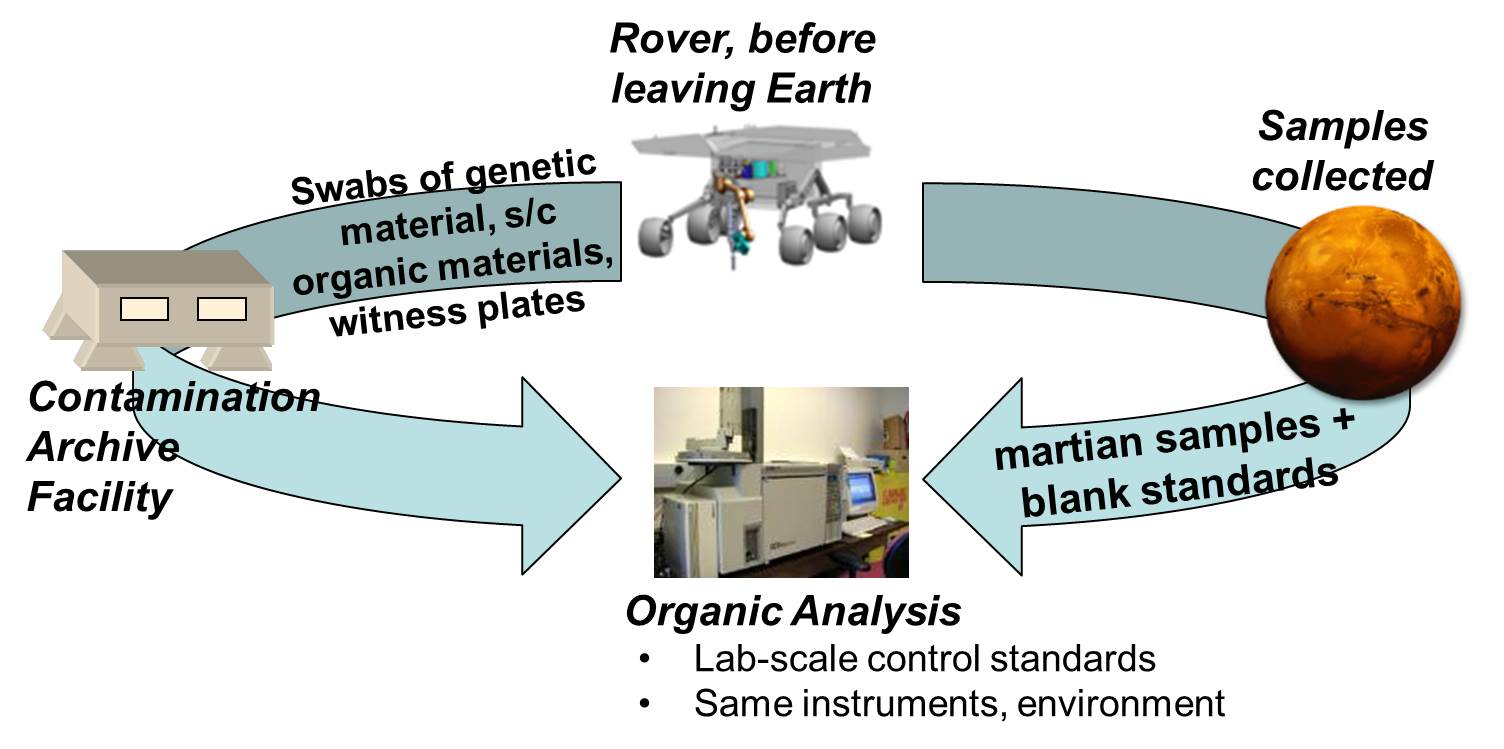 Rover, before
leaving Earth
Samples
collected
Swabs of genetic
material, s/c
organic materials,
witness plates
Contamination
Archive
Facility
martian samples +
blank standards
Organic Analysis
• Lab-scale control standards
• Same instruments, environment